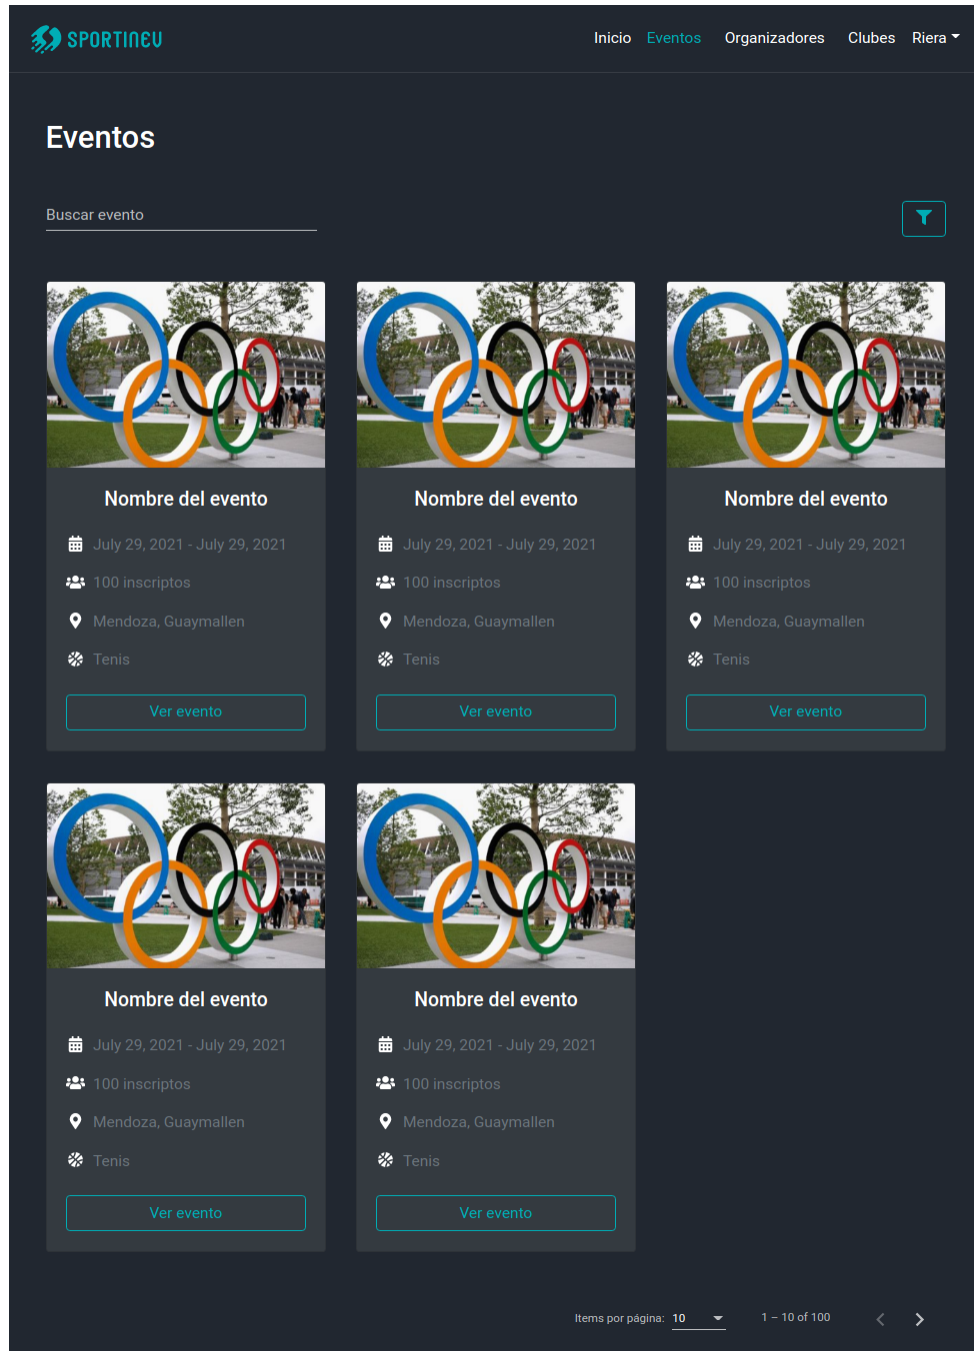 SPORTINEV
Inicio Eventos Organizadores Clubes Riera
Eventos
Buscar evento
Nombre del evento
July 29, 2021 - July 29, 2021
100 inscriptos
Mendoza, Guaymallen
Tenis
Ver evento
Nombre del evento
July 29, 2021 - July 29, 2021
100 inscriptos
Mendoza, Guaymallen
Tenis
Ver evento
Nombre del evento
July 29, 2021 - July 29, 2021
100 inscriptos
Mendoza, Guaymallen
Tenis
Ver evento
Nombre del evento
July 29, 2021 - July 29, 2021
100 inscriptos
Mendoza, Guaymallen
Tenis
Ver evento
Nombre del evento
July 29, 2021 - July 29, 2021
100 inscriptos
Mendoza, Guaymallen
Tenis
Ver evento
Items por página: 10 1 – 10 of 100